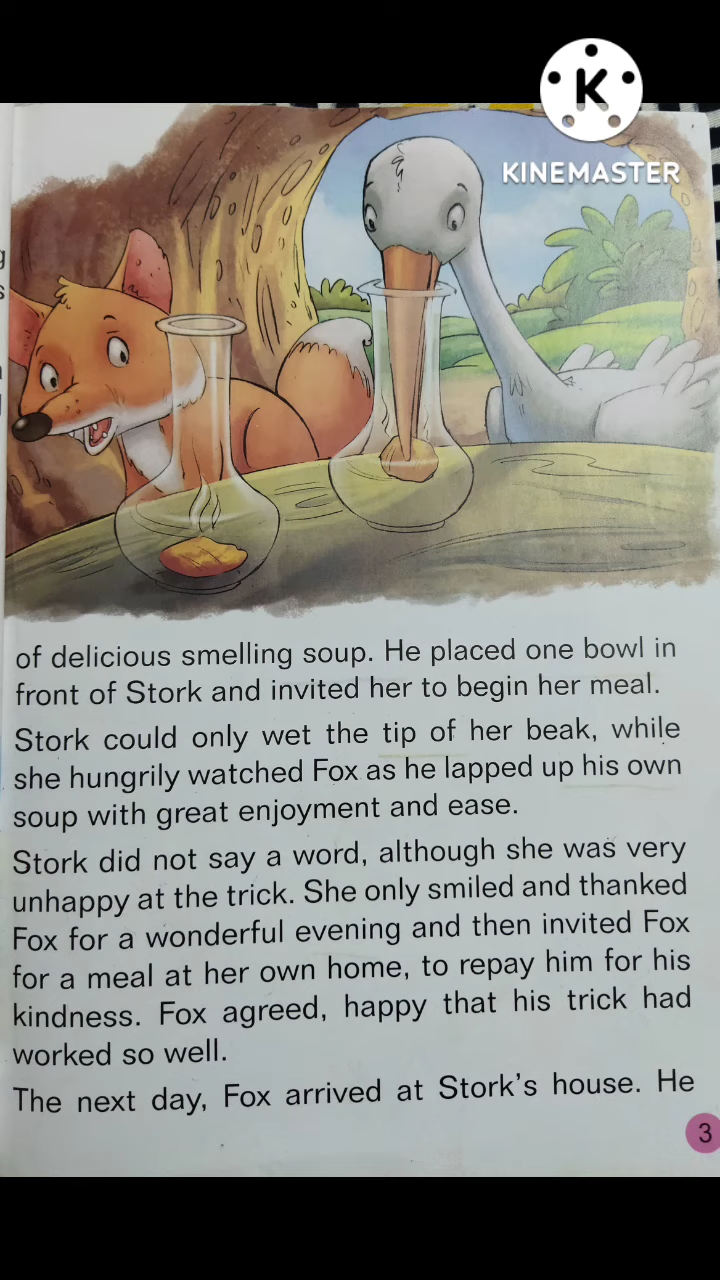 K
KINEMASTER
g
s
of delicious smelling soup. He placed one bowl in
front of Stork and invited her to begin her meal.
Stork could only wet the tip of her beak, while
she hungrily watched Fox as he lapped up his own
soup with great enjoyment and ease.
Stork did not say a word, although she was very
unhappy at the trick. She only smiled and thanked
Fox for a wonderful evening and then invited Fox
for a meal at her own home, to repay him for his
kindness. Fox agreed, happy that his trick had
worked so well.
The next day, Fox arrived at Stork's house. He
3